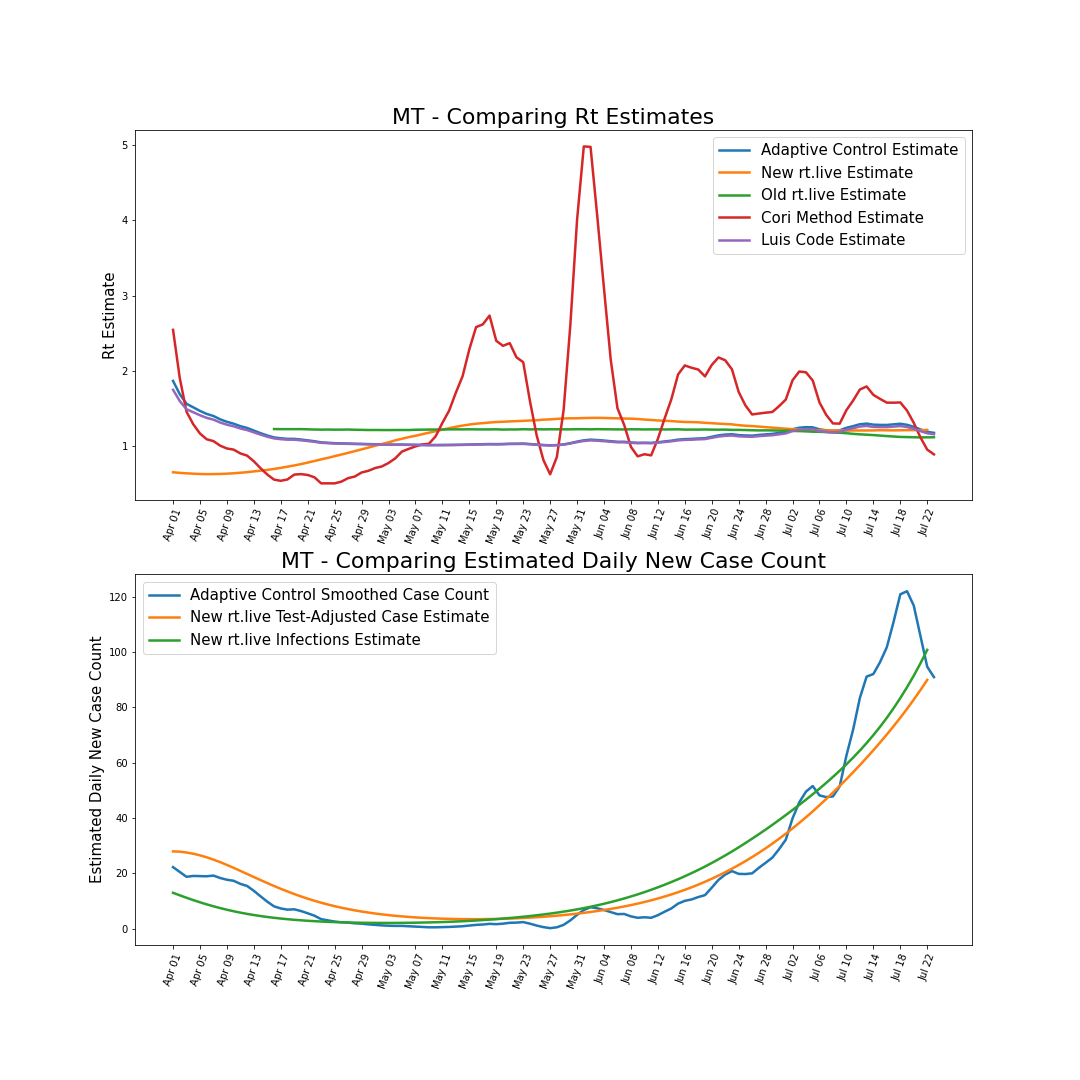 MT - Comparing Rt Estimates
Rt Estimate
5
4
3
2
1
Adaptive Control Estimate
New rt.live Estimate
Old rt.live Estimate
Cori Method Estimate
Luis Code Estimate
Apr 01
Apr 05
Apr 09
Apr 13
Apr 17
Apr 21
Apr 25
Apr 29
May 03
May 07
May 11
May 15
May 19
May 23
May 27
May 31
Jun 04
Jun 08
Jun 12
Jun 16
Jun 20
Jun 24
Jun 28
Jul 02
Jul 06
Jul 10
Jul 14
Jul 18
Jul 22
MT - Comparing Estimated Daily New Case Count
Estimated Daily New Case Count
120
100
80
60
40
20
0
Adaptive Control Smoothed Case Count
New rt.live Test-Adjusted Case Estimate
New rt.live Infections Estimate
Apr 01
Apr 05
Apr 09
Apr 13
Apr 17
Apr 21
Apr 25
Apr 29
May 03
May 07
May 11
May 15
May 19
May 23
May 27
May 31
Jun 04
Jun 08
Jun 12
Jun 16
Jun 20
Jun 24
Jun 28
Jul 02
Jul 06
Jul 10
Jul 14
Jul 18
Jul 22